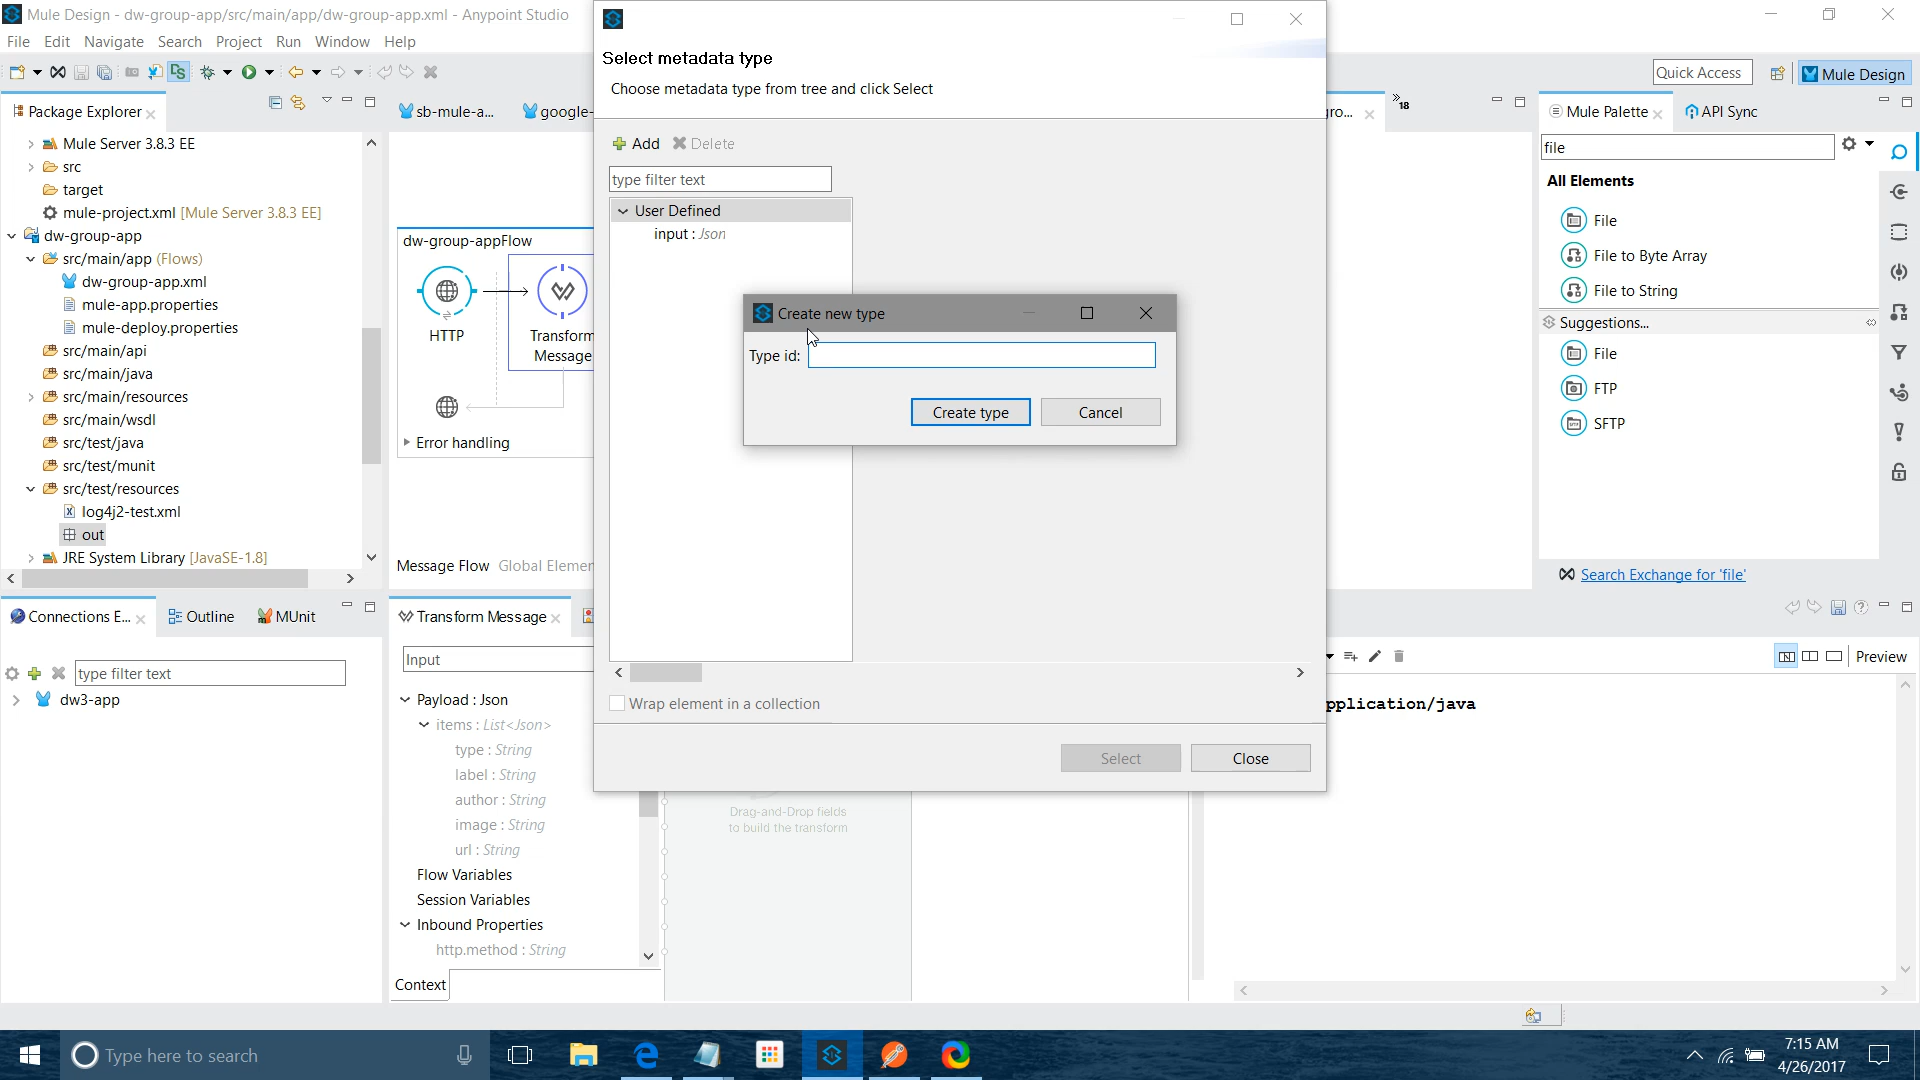 Mule Design - dw-group-app/src/main/app/dw-group-app.xml - Anypoint Studio
File Edit Navigate Search Project Run Window Help
Quick Access
Mule Design
Package Explorer
Mule Server 3.8.3 EE
src
target
mule-project.xml [Mule Server 3.8.3 EE]
dw-group-app
src/main/app (Flows)
dw-group-app.xml
mule-app.properties
mule-deploy.properties
src/main/api
src/main/java
src/main/resources
src/main/wsdl
src/test/java
src/test/munit
src/test/resources
log4j2-test.xml
out
JRE System Library [JavaSE-1.8]
Connections E...
Outline
MUnit
type filter text
dw3-app
sb-mule-a...
google-
dw-group-appFlow
HTTP
Transform
Message
Error handling
Message Flow Global Elemen
Transform Message
Input
Payload : Json
items : List<Json>
type : String
label : String
author : String
image : String
url : String
Flow Variables
Session Variables
Inbound Properties
http.method : String
Context
Select metadata type
Choose metadata type from tree and click Select
Add
Delete
type filter text
User Defined
input : Json
Create new type
Type id:
Create type
Cancel
Wrap element in a collection
Select
Close
Drag-and-Drop fields
to build the transform
gro...
18
Mule Palette
API Sync
file
All Elements
File
File to Byte Array
File to String
Suggestions...
File
FTP
SFTP
Search Exchange for 'file'
Preview
pplication/java
Type here to search
7:15 AM
4/26/2017